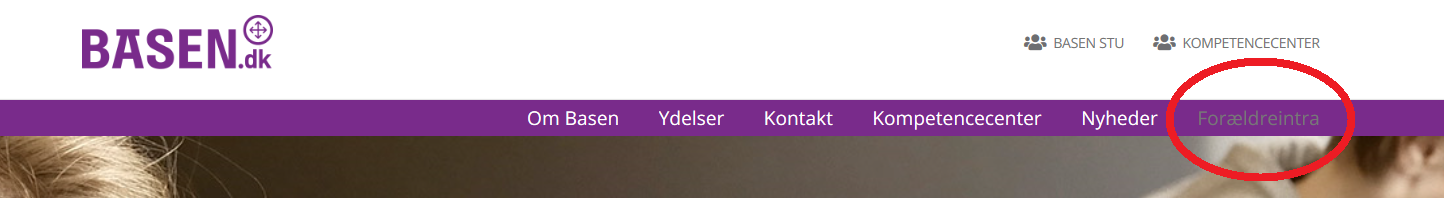 BASEN.dk
BASEN STU KOMPETENCECENTER
Om Basen Ydelser Kontakt Kompetencecenter Nyheder Forældreintra